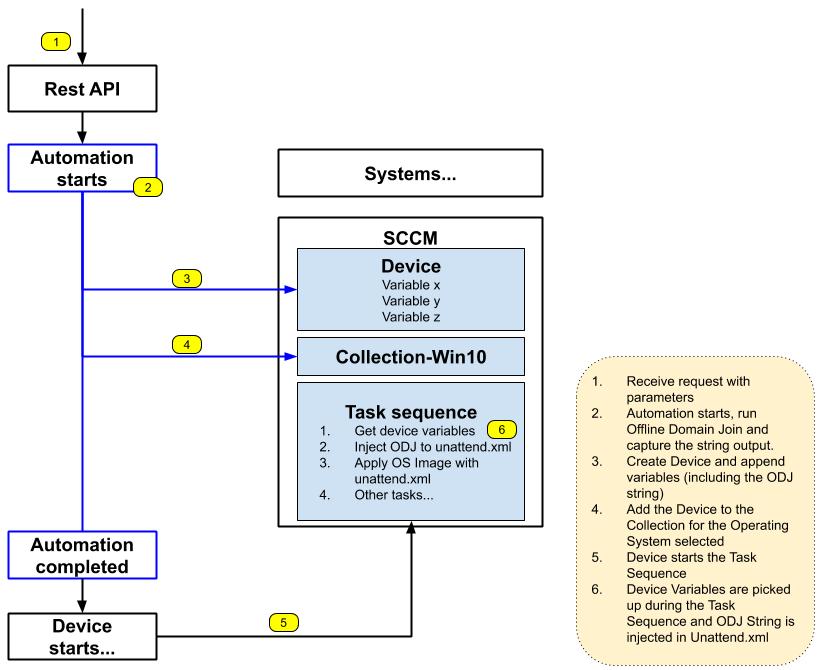 1
Rest API
Automation
starts
2
Systems...
SCCM
Device
Variable x
Variable y
Variable z
3
4
Collection-Win10
Task sequence
1. Get device variables
6
2. Inject ODJ to unattend.xml
3. Apply OS Image with
unattend.xml
4. Other tasks...
Automation
completed
Device
starts...
5
1. Receive request with
parameters
2. Automation starts, run
Offline Domain Join and
capture the string output.
3. Create Device and append
variables (including the ODJ
string)
4. Add the Device to the
Collection for the Operating
System selected
5. Device starts the Task
Sequence
6. Device Variables are picked
up during the Task
Sequence and ODJ String is
injected in Unattend.xml